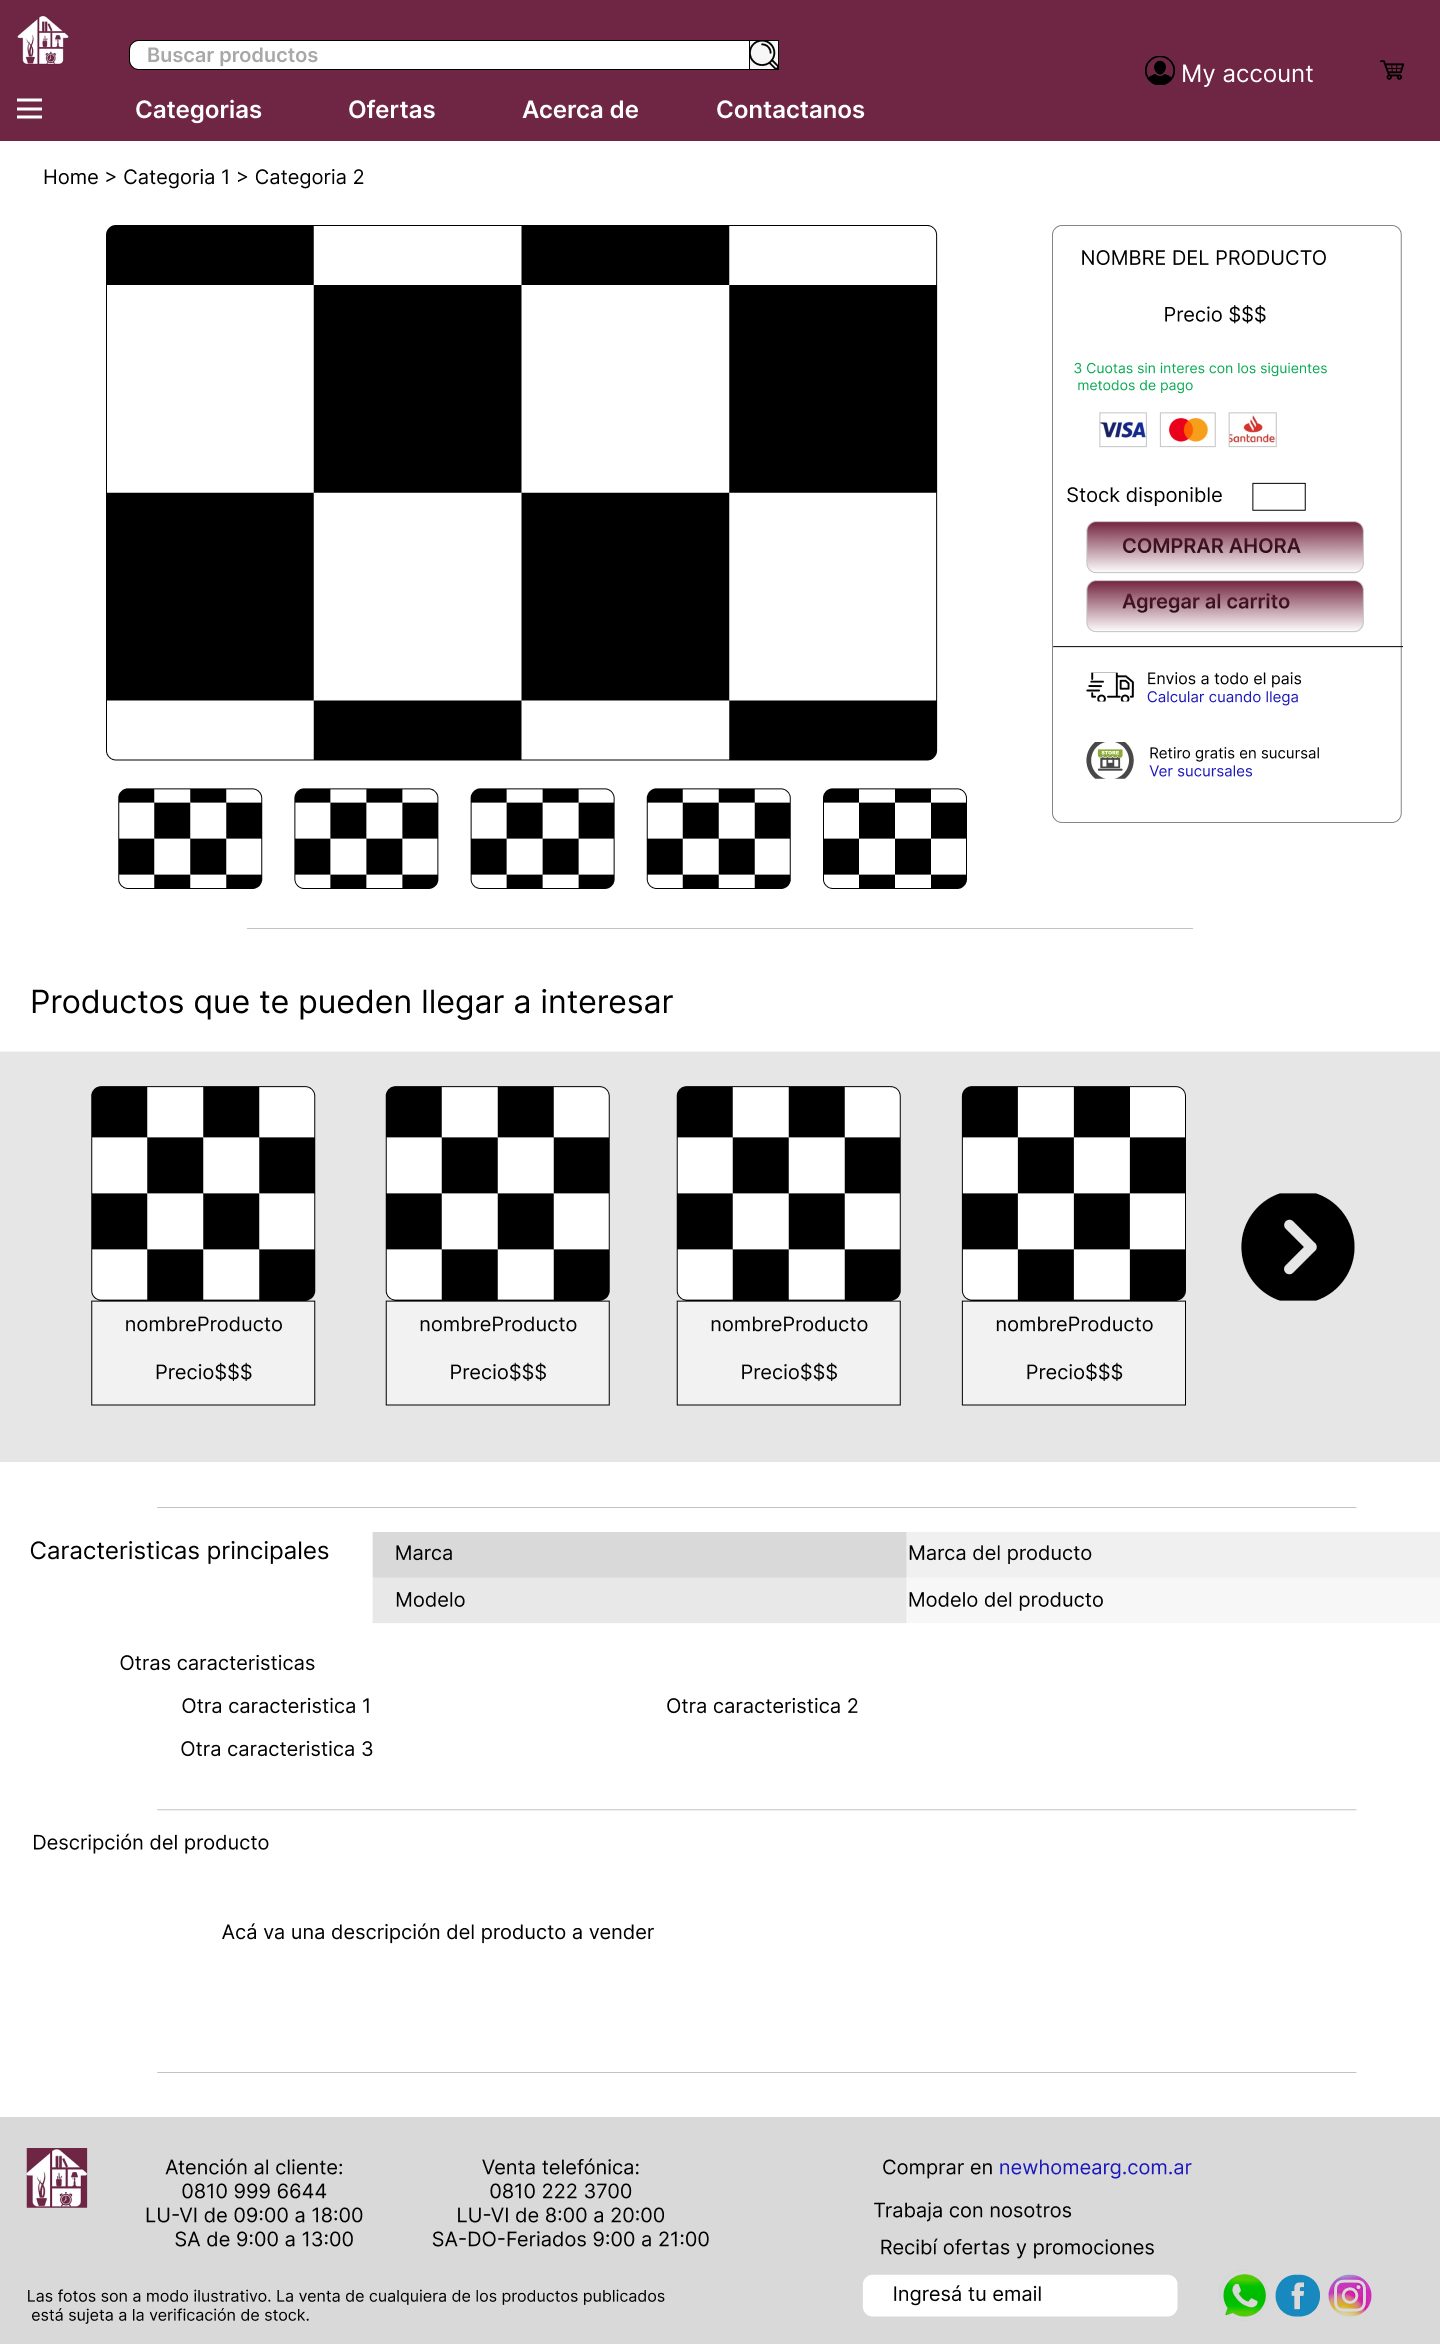 Buscar productos
My account
Categorias
Ofertas
Acerca de
Contactanos
Home > Categoria 1 > Categoria 2
NOMBRE DEL PRODUCTO
Precio $$$
3 Cuotas sin interes con los siguientes
metodos de pago
VISA
Santande
Stock disponible
COMPRAR AHORA
Agregar al carrito
Envios a todo el pais
Calcular cuando llega
STORE
Retiro gratis en sucursal
Ver sucursales
Productos que te pueden llegar a interesar
nombreProducto
Precio$$$
nombreProducto
Precio$$$
nombreProducto
Precio$$$
nombreProducto
Precio$$$
Caracteristicas principales
Marca
Marca del producto
Modelo
Modelo del producto
Otras caracteristicas
Otra caracteristica 1
Otra caracteristica 2
Otra caracteristica 3
Descripción del producto
Acá va una descripción del producto a vender
Atención al cliente:
0810 999 6644
LU-VI de 09:00 a 18:00
SA de 9:00 a 13:00
Venta telefónica:
0810 222 3700
LU-VI de 8:00 a 20:00
SA-DO-Feriados 9:00 a 21:00
Comprar en newhomearg.com.ar
Trabaja con nosotros
Recibí ofertas y promociones
Ingresá tu email
Las fotos son a modo ilustrativo. La venta de cualquiera de los productos publicados
está sujeta a la verificación de stock.